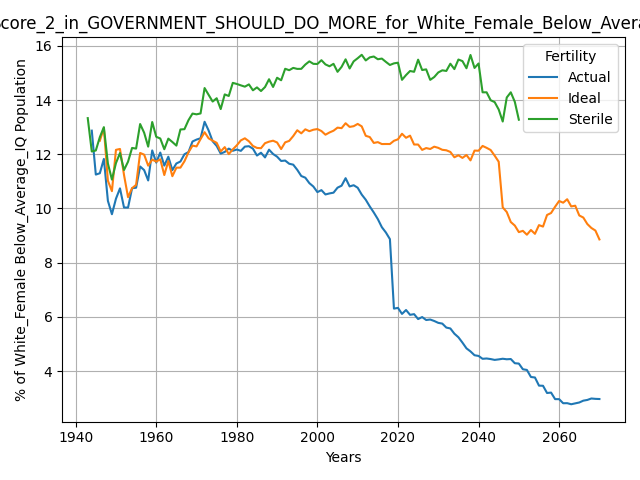 core_2_in_GOVERNMENT_SHOULD_DO_MORE_for_White_Female_Below_Avera
% of White_Female Below_Average_IQ Population
16
14
12
10
8
6
4
Fertility
Actual
Ideal
Sterile
1940 1960 1980 2000 2020 2040 2060
Years